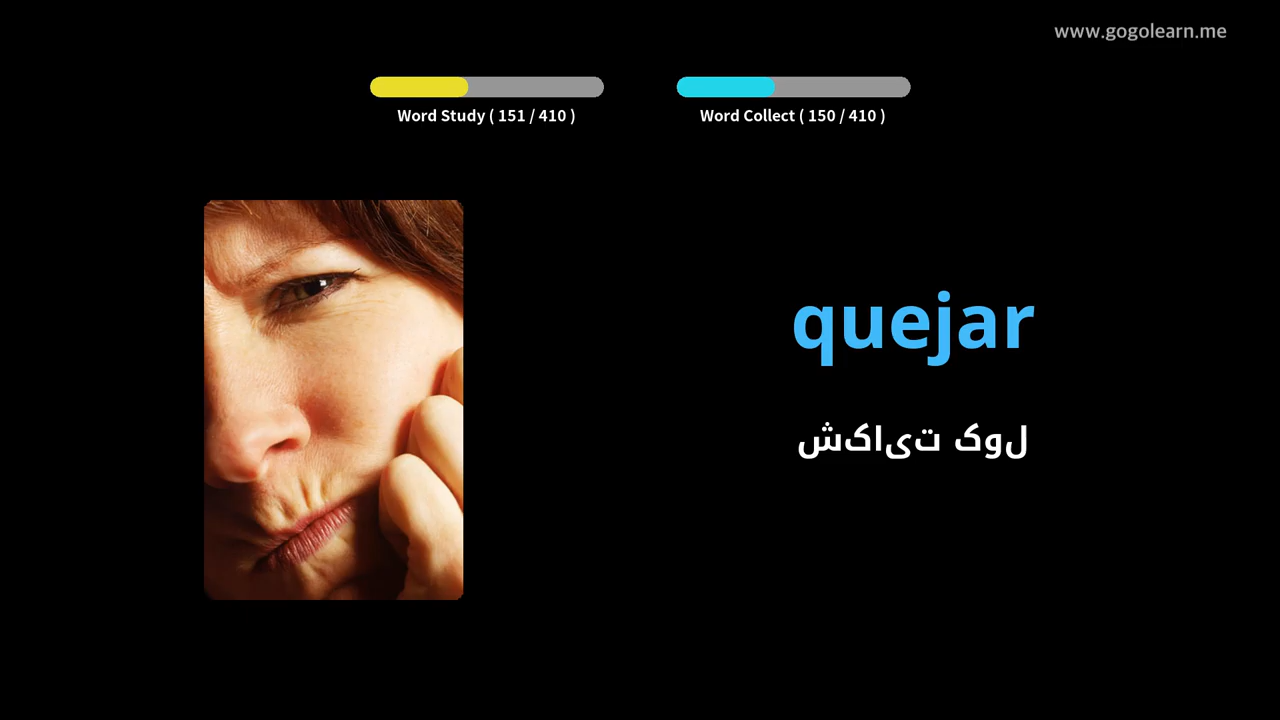 www.gogolearn.me
Word Study ( 151 / 410 )
Word Collect ( 150 / 410 )
quejar
شکایت کول